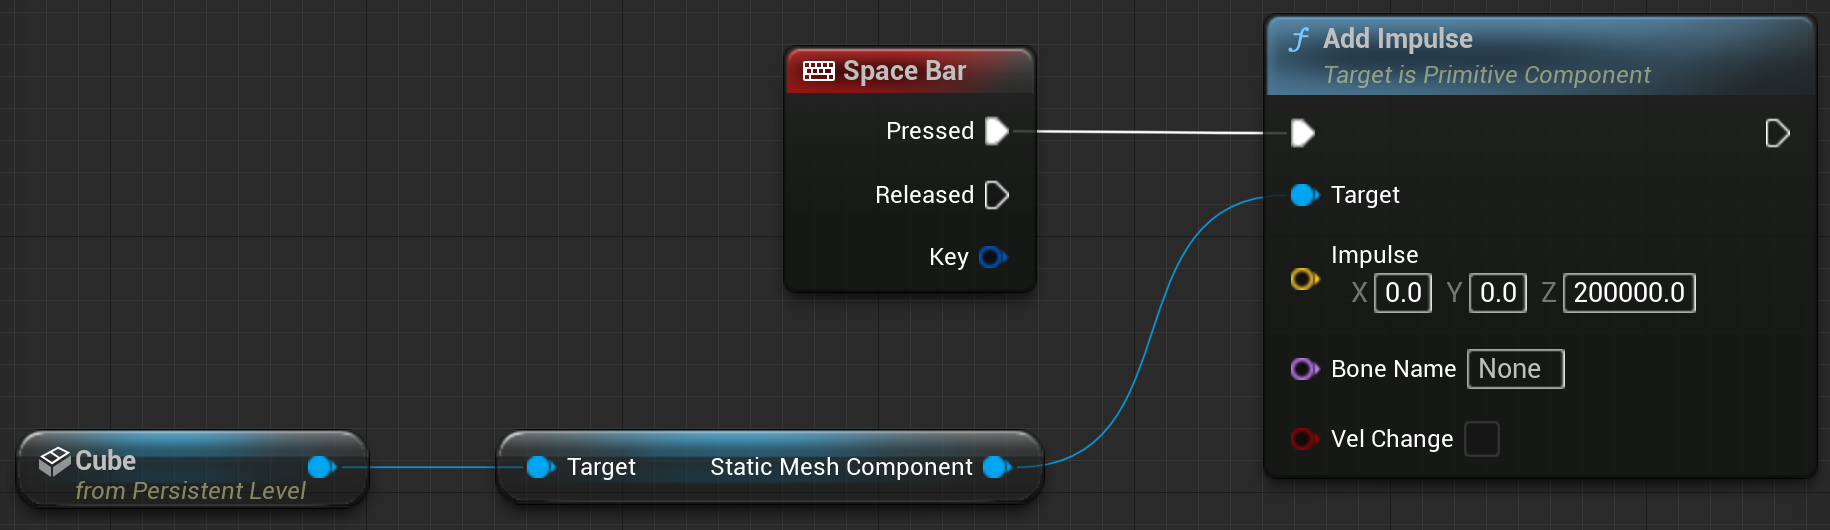 Space Bar
Pressed
Released
Key
Add Impulse
Target is Primitive Component
Target
Impulse
X 0.0 Y 0.0 Z 200000.0
Bone Name None
Vel Change
Cube
from Persistent Level
Target Static Mesh Component